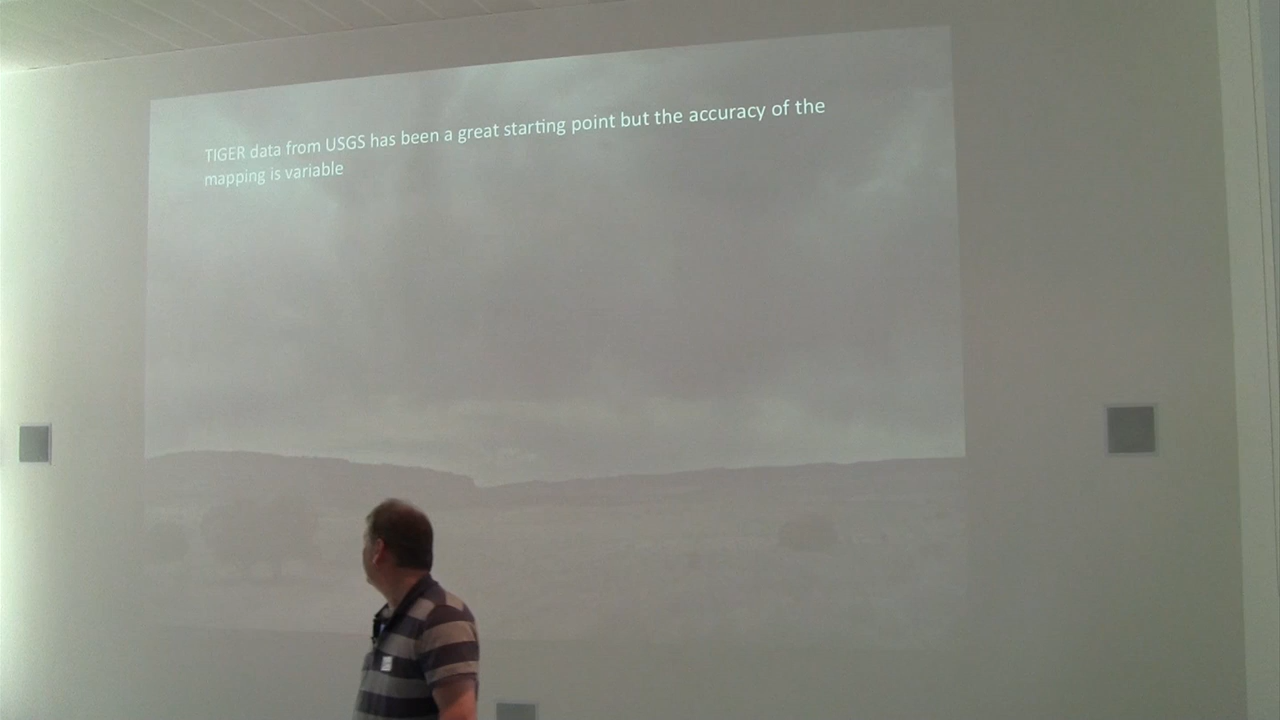 TIGER data from USGS has been a great starting point but the accuracy of the
mapping is variable